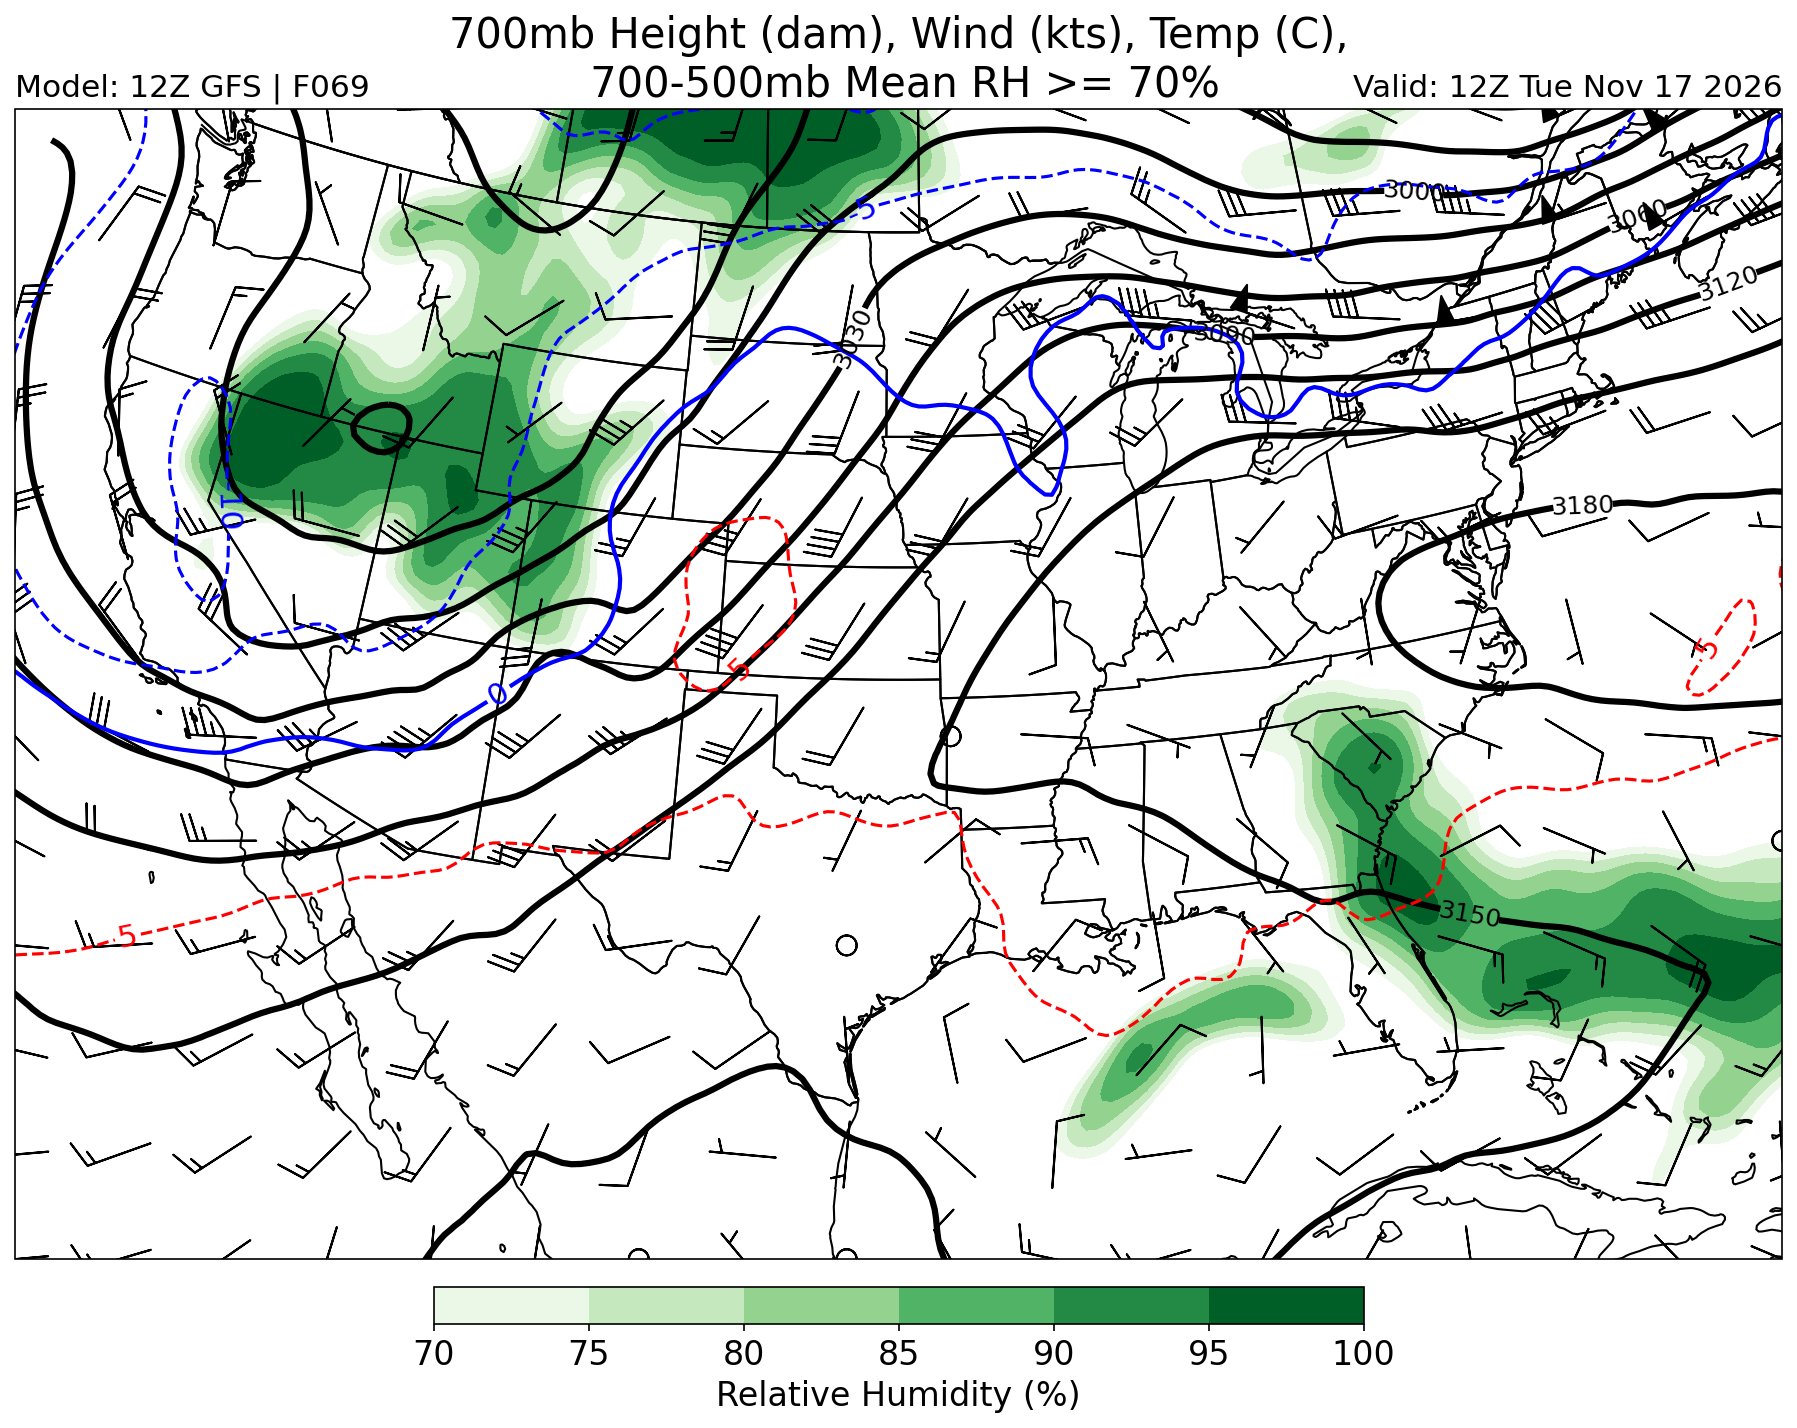 700mb Height (dam), Wind (kts), Temp (C),
700-500mb Mean RH >= 70%
Model: 12Z GFS | F069
Valid: 12Z Tue Nov 17 2026
-5
3000
3060
3120
3030
3090
-10
3180
5
-5
0
5
3150
70 75 80 85 90 95 100
Relative Humidity (%)